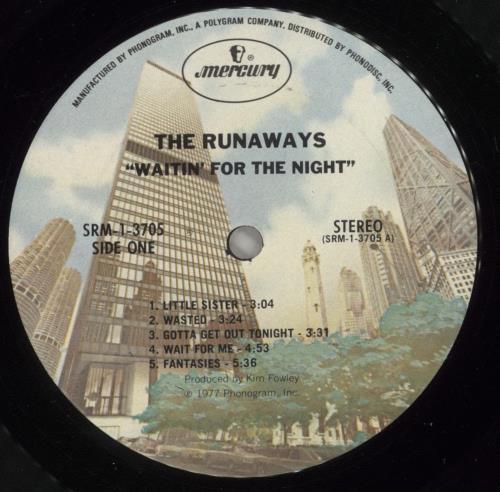 MANUFACTURED BY PHONOGRAM, INC., A POLYGRAM COMPANY, DISTRIBUTED BY PHONODISC, INC.
mercury
THE RUNAWAYS
"WAITIN' FOR THE NIGHT"
SRM-1-3705
SIDE ONE
STEREO
(SRM-1-3705 A)
1. LITTLE SISTER - 3:04
2. WASTED - 3:24
3. GOTTA GET OUT TONIGHT - 3:31
4. WAIT FOR ME - 4:53
5. FANTASIES - 5:36
Produced by Kim Fowley
℗ 1977 Phonogram, Inc.